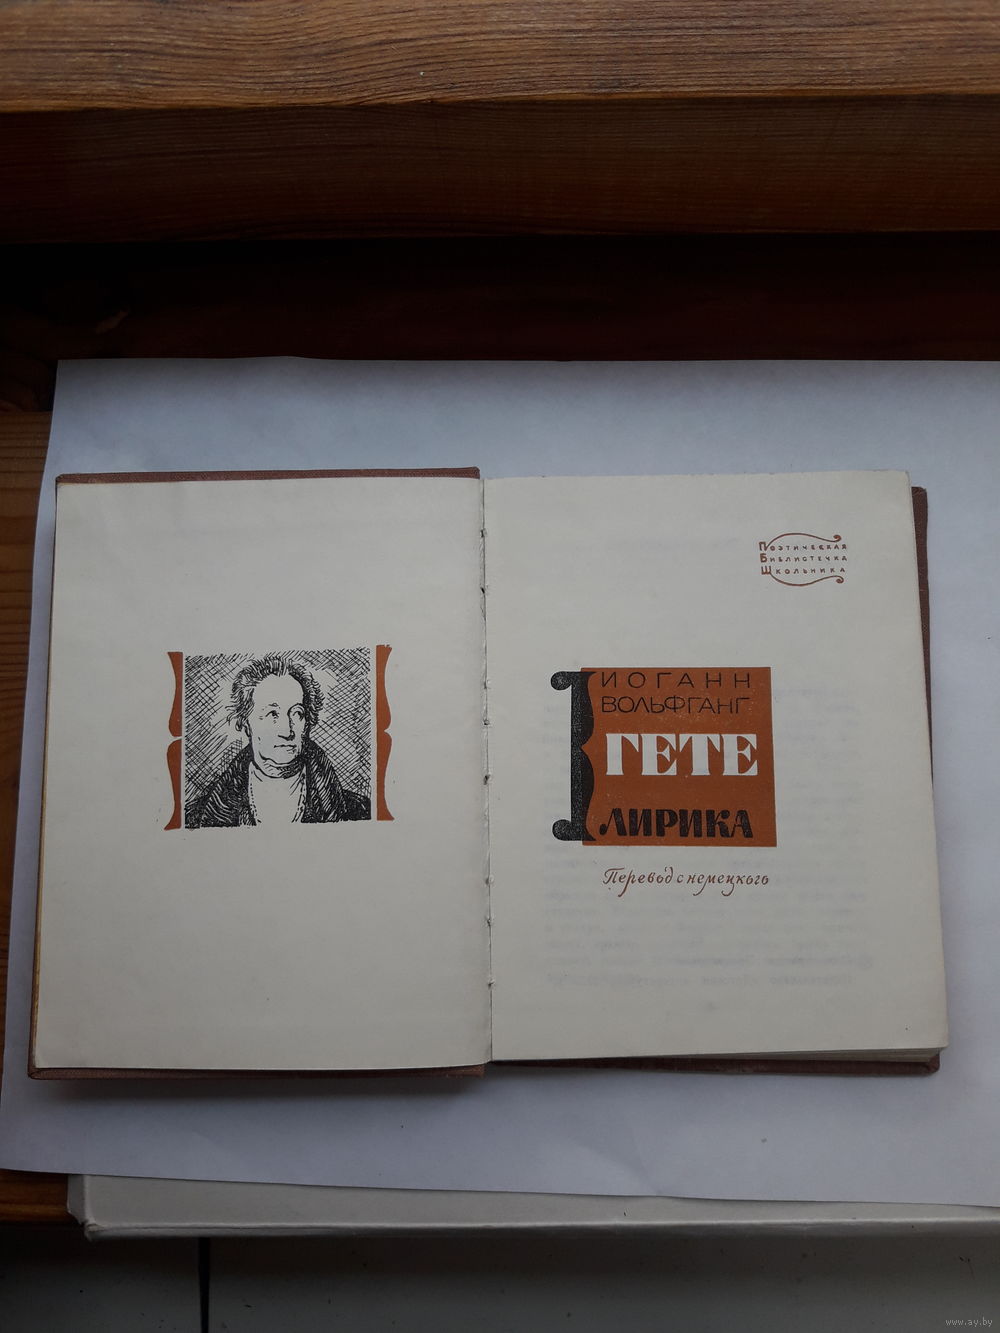 Поэтическая
Библиотечка
Школьника
ИОГАНН
ВОЛЬФГАНГ
ГЕТЕ
ЛИРИКА
Перевод с немецкого
www.ay.by